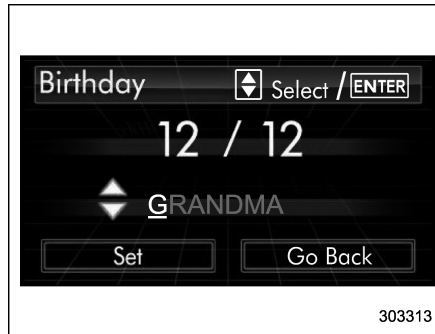 Birthday Select / ENTER
12 / 12
GRANDMA
Set Go Back
303313